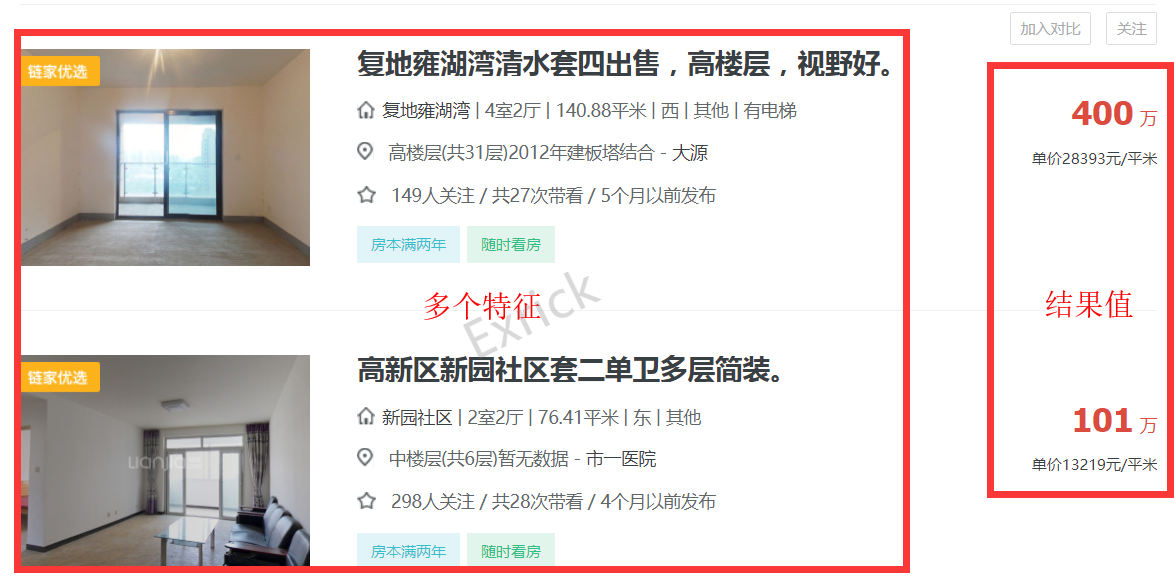 加入对比 关注
链家优选
复地雍湖湾清水套四出售，高楼层，视野好。
复地雍湖湾 | 4室2厅 | 140.88平米 | 西 | 其他 | 有电梯
高楼层(共31层)2012年建板塔结合 - 大源
149人关注 / 共27次带看 / 5个月以前发布
房本满两年 随时看房
400 万
单价28393元/平米
多个特征
Exrick
结果值
链家优选
高新区新园社区套二单卫多层简装。
新园社区 | 2室2厅 | 76.41平米 | 东 | 其他
中楼层(共6层)暂无数据 - 市一医院
298人关注 / 共28次带看 / 4个月以前发布
房本满两年 随时看房
101 万
单价13219元/平米